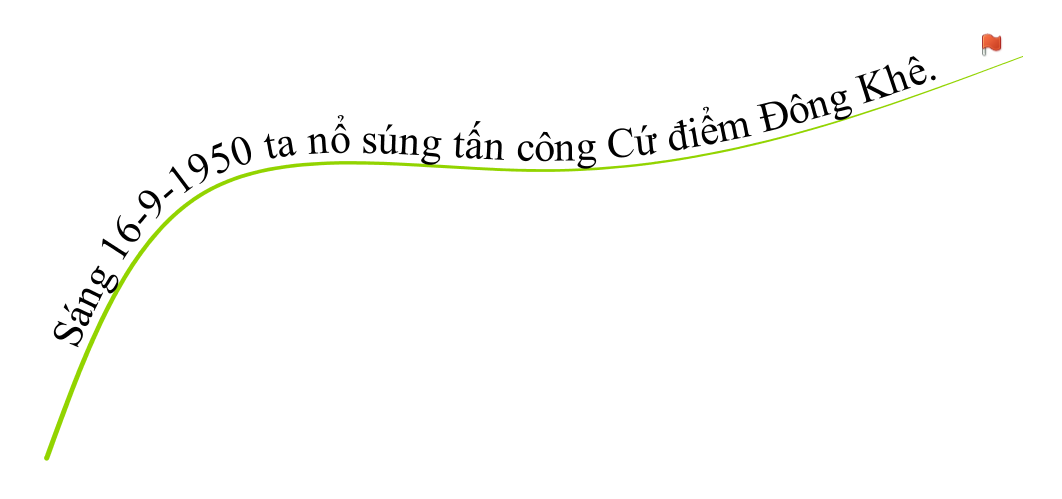 Sáng 16-9-1950 ta nổ súng tấn công Cứ điểm Đông Khê.